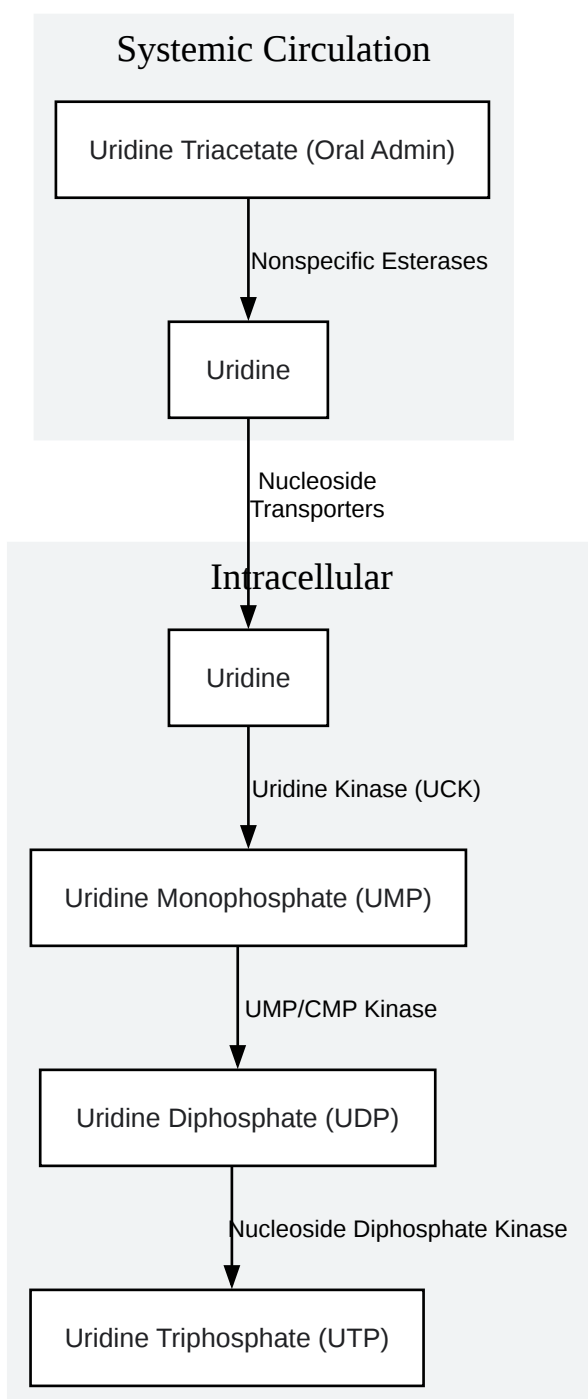 Systemic Circulation
Uridine Triacetate (Oral Admin)
Nonspecific Esterases
Uridine
Nucleoside
Transporters
Intracellular
Uridine
Uridine Kinase (UCK)
Uridine Monophosphate (UMP)
UMP/CMP Kinase
Uridine Diphosphate (UDP)
Nucleoside Diphosphate Kinase
Uridine Triphosphate (UTP)